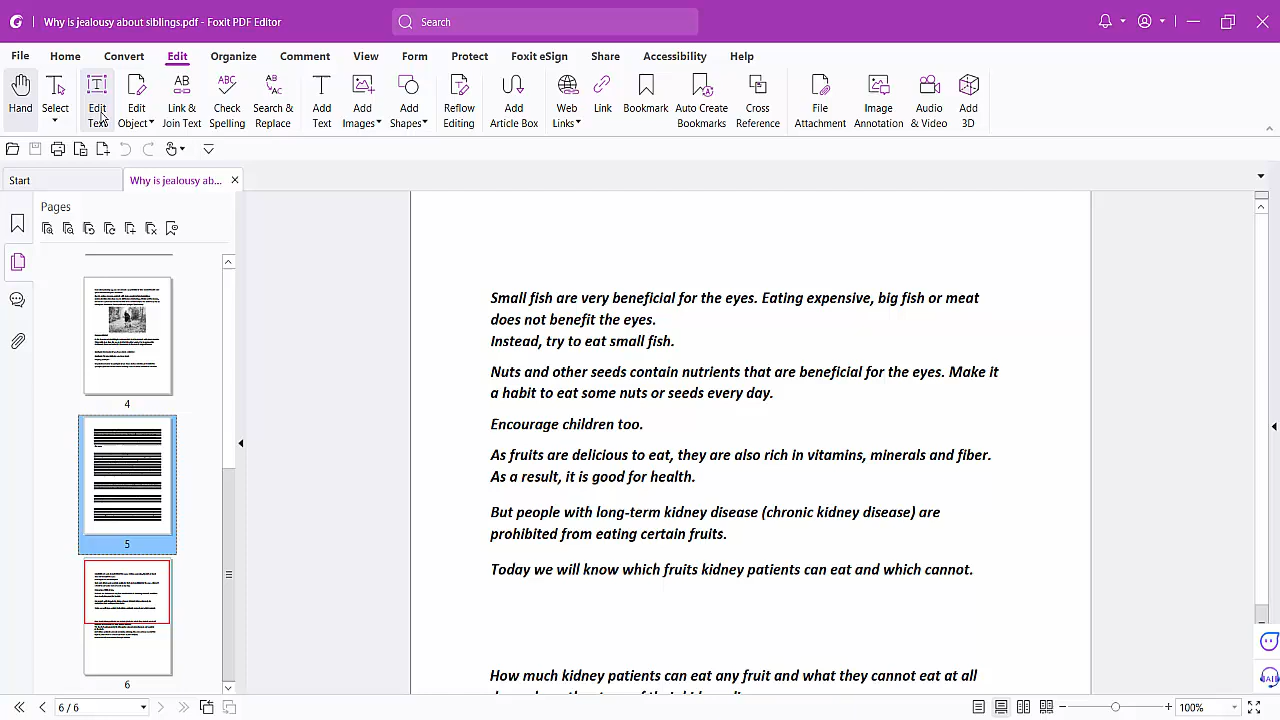 Why is jealousy about siblings.pdf - Foxit PDF Editor
Search
File Home Convert Edit Organize Comment View Form Protect Foxit eSign Share Accessibility Help
Hand
Select
Edit Text
Edit Object
Link & Join Text
Check Spelling
Search & Replace
Add Text
Add Images
Add Shapes
Reflow Editing
Add Article Box
Web Links
Link
Bookmark
Auto Create Bookmarks
Cross Reference
File Attachment
Image Annotation
Audio & Video
Add 3D
Start
Why is jealousy ab...
Pages
4
5
6
Small fish are very beneficial for the eyes. Eating expensive, big fish or meat
does not benefit the eyes.
Instead, try to eat small fish.
Nuts and other seeds contain nutrients that are beneficial for the eyes. Make it
a habit to eat some nuts or seeds every day.
Encourage children too.
As fruits are delicious to eat, they are also rich in vitamins, minerals and fiber.
As a result, it is good for health.
But people with long-term kidney disease (chronic kidney disease) are
prohibited from eating certain fruits.
Today we will know which fruits kidney patients can eat and which cannot.
How much kidney patients can eat any fruit and what they cannot eat at all
6 / 6
100%